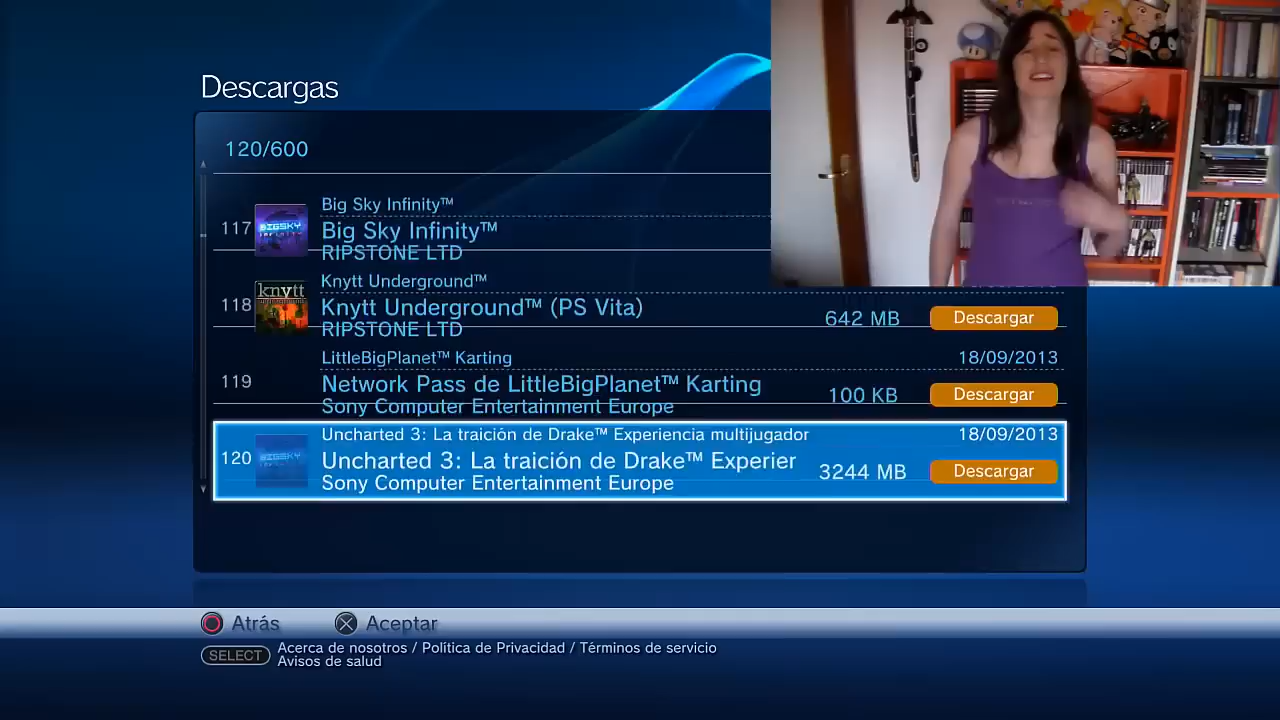 Descargas
120/600
Big Sky Infinity™
117
BIGSKY
Big Sky Infinity™
RIPSTONE LTD
Knytt Underground™
118
knytt
Knytt Underground™ (PS Vita)
642 MB
Descargar
RIPSTONE LTD
LittleBigPlanet™ Karting
18/09/2013
119
Network Pass de LittleBigPlanet™ Karting
100 KB
Descargar
Sony Computer Entertainment Europe
Uncharted 3: La traición de Drake™ Experiencia multijugador
18/09/2013
120
BIGSKY
Uncharted 3: La traición de Drake™ Experier
3244 MB
Descargar
Sony Computer Entertainment Europe
Atrás
Aceptar
SELECT
Acerca de nosotros / Política de Privacidad / Términos de servicio
Avisos de salud